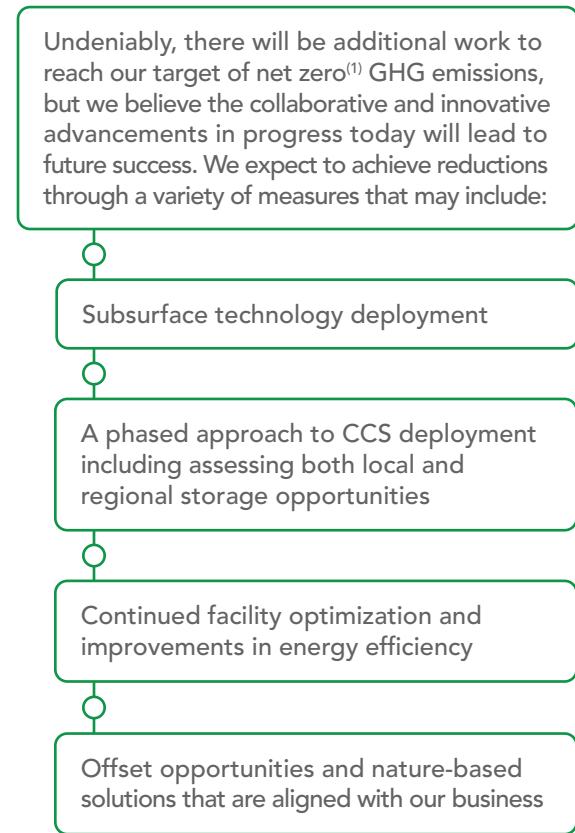 Undeniably, there will be additional work to
reach our target of net zero(1) GHG emissions,
but we believe the collaborative and innovative
advancements in progress today will lead to
future success. We expect to achieve reductions
through a variety of measures that may include:
Subsurface technology deployment
A phased approach to CCS deployment
including assessing both local and
regional storage opportunities
Continued facility optimization and
improvements in energy efficiency
Offset opportunities and nature-based
solutions that are aligned with our business